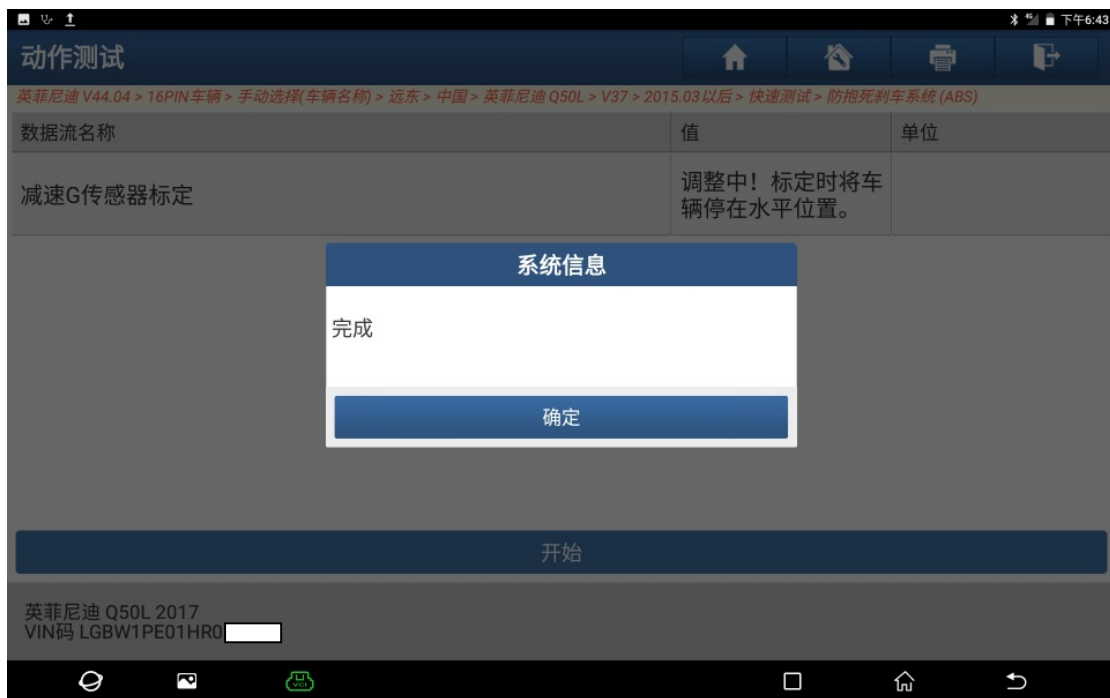 下午6:43
动作测试
英菲尼迪 V44.04 > 16PIN车辆 > 手动选择(车辆名称) > 远东 > 中国 > 英菲尼迪 Q50L > V37 > 2015.03以后 > 快速测试 > 防抱死刹车系统 (ABS)
数据流名称 值 单位
减速G传感器标定 调整中！标定时将车
辆停在水平位置。
系统信息
完成
确定
开始
英菲尼迪 Q50L 2017
VIN码 LGBW1PE01HR0